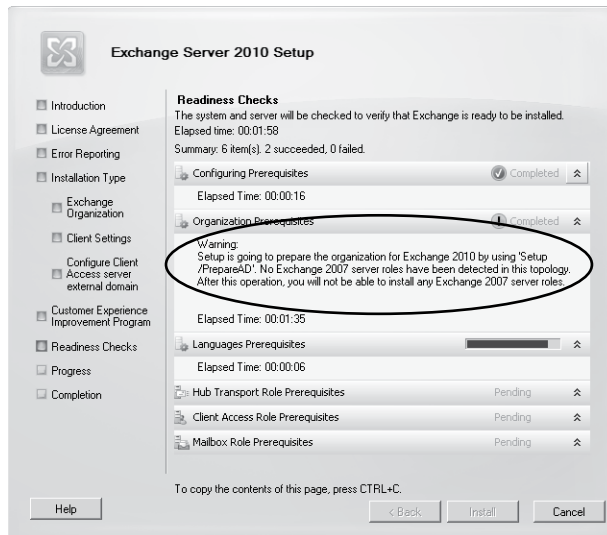 Exchange Server 2010 Setup
Introduction
License Agreement
Error Reporting
Installation Type
Exchange
Organization
Client Settings
Configure Client
Access server
external domain
Customer Experience
Improvement Program
Readiness Checks
Progress
Completion
Readiness Checks
The system and server will be checked to verify that Exchange is ready to be installed.
Elapsed time: 00:01:58
Summary: 6 item(s). 2 succeeded, 0 failed.
Configuring Prerequisites Completed
Elapsed Time: 00:00:16
Organization Prerequisites Completed
Warning:
Setup is going to prepare the organization for Exchange 2010 by using 'Setup
/PrepareAD'. No Exchange 2007 server roles have been detected in this topology.
After this operation, you will not be able to install any Exchange 2007 server roles.
Elapsed Time: 00:01:35
Languages Prerequisites
Elapsed Time: 00:00:06
Hub Transport Role Prerequisites Pending
Client Access Role Prerequisites Pending
Mailbox Role Prerequisites Pending
To copy the contents of this page, press CTRL+C.
Help
< Back
Install
Cancel